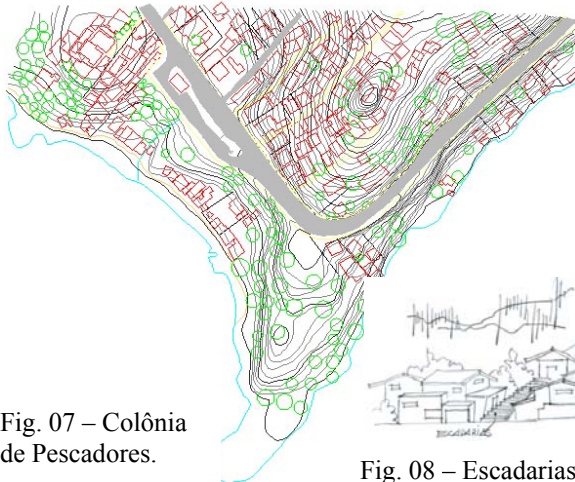 Fig. 07 – Colônia
de Pescadores.
ESCADARIAS
Fig. 08 – Escadarias